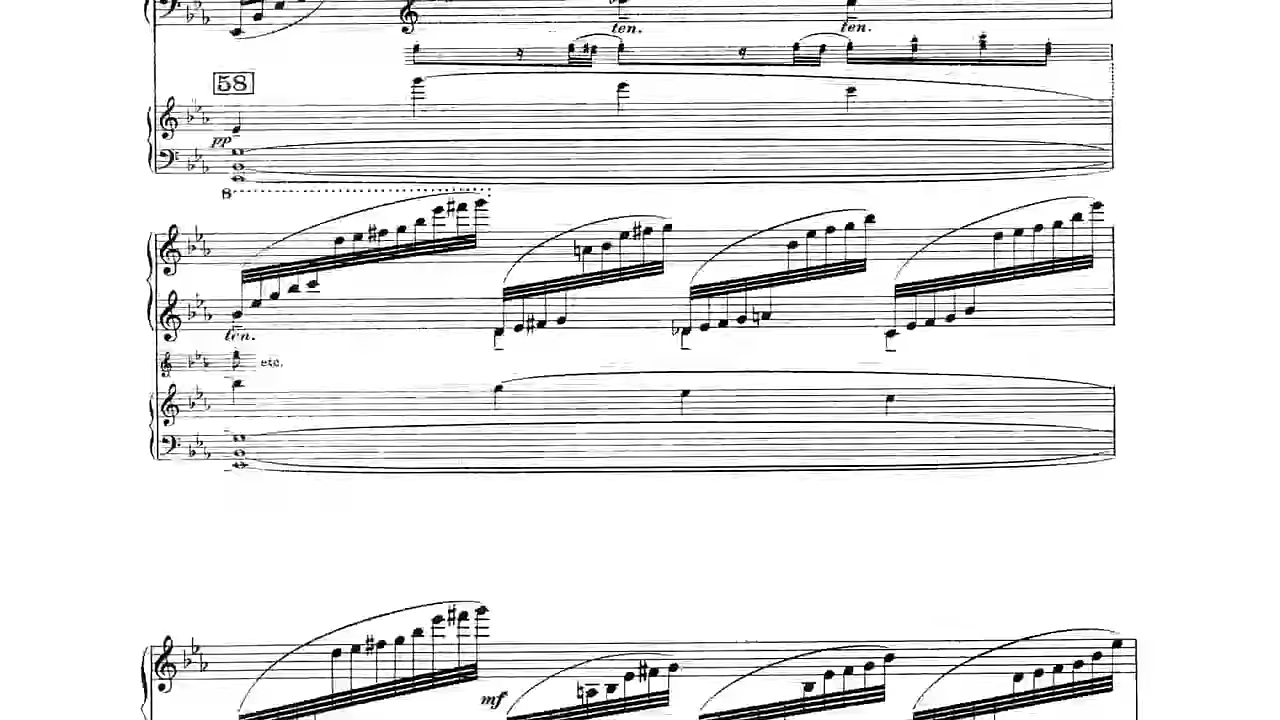 ten. ten.
58
pp
8
ten.
etc.
mf